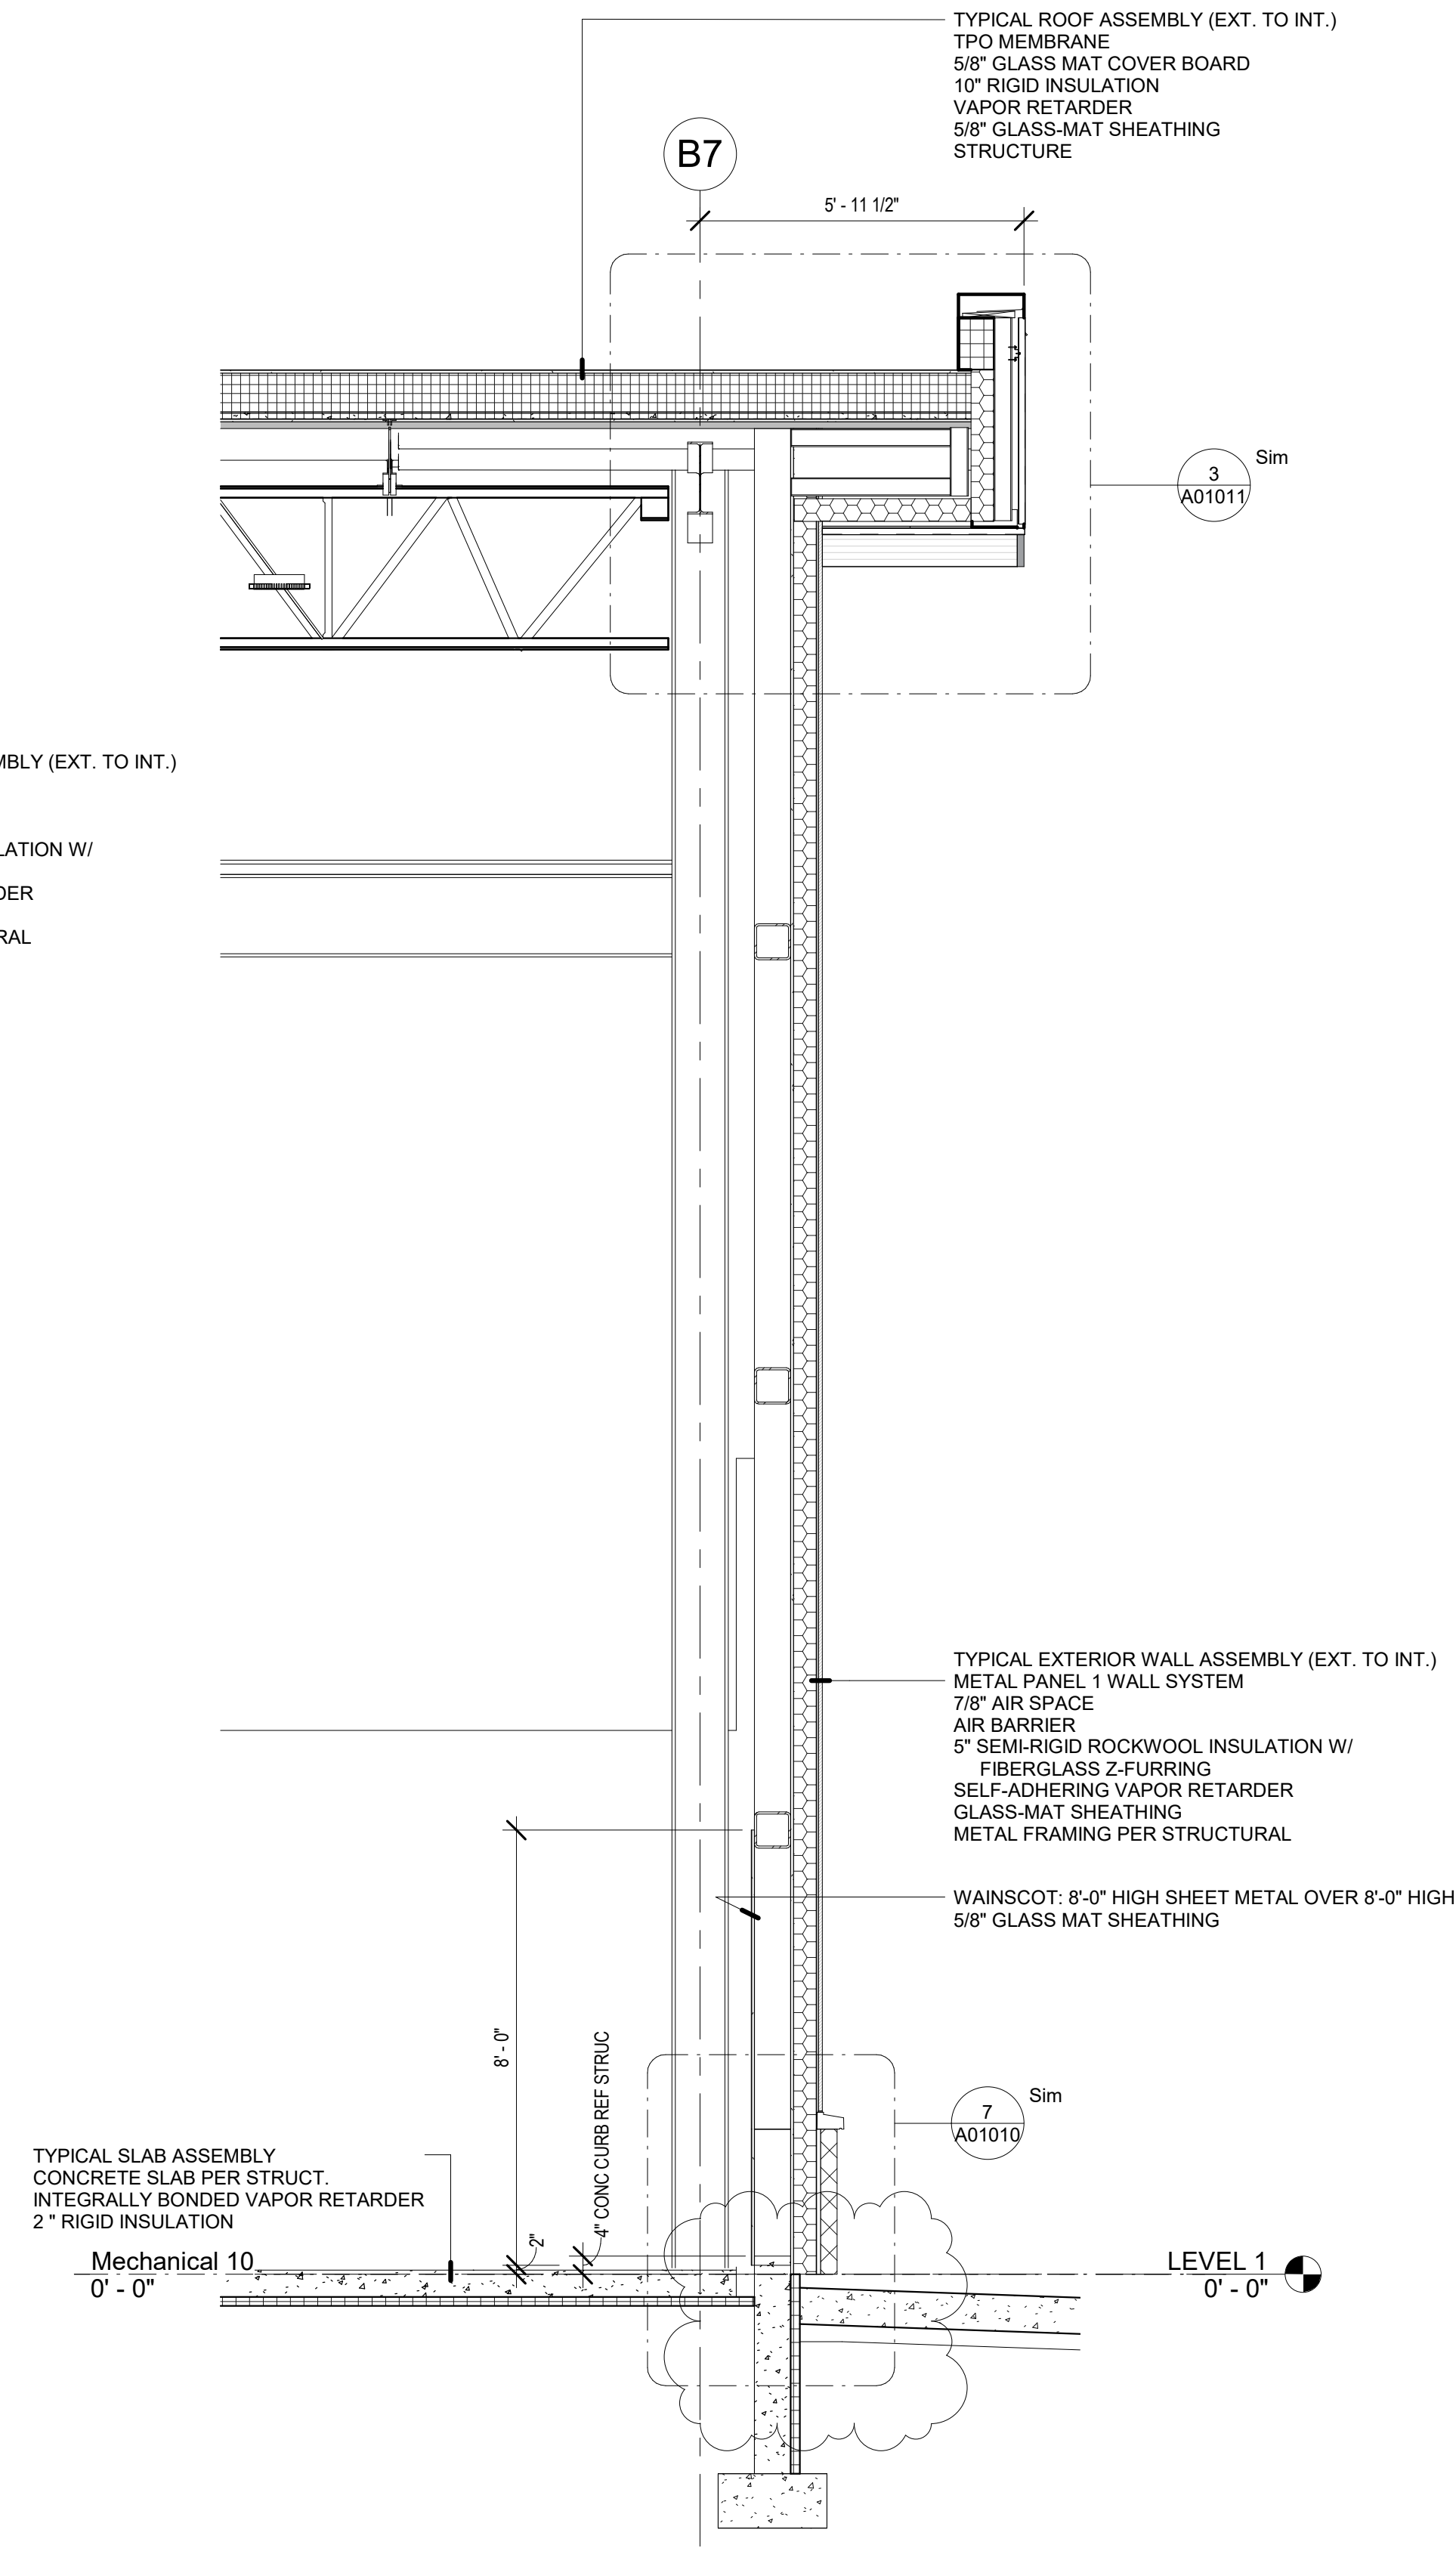 TYPICAL ROOF ASSEMBLY (EXT. TO INT.)
TPO MEMBRANE
5/8" GLASS MAT COVER BOARD
10" RIGID INSULATION
VAPOR RETARDER
5/8" GLASS-MAT SHEATHING
STRUCTURE
B7
5' - 11 1/2"
3
A01011
Sim
MBLY (EXT. TO INT.)
LATION W/
DER
RAL
TYPICAL EXTERIOR WALL ASSEMBLY (EXT. TO INT.)
METAL PANEL 1 WALL SYSTEM
7/8" AIR SPACE
AIR BARRIER
5" SEMI-RIGID ROCKWOOL INSULATION W/
FIBERGLASS Z-FURRING
SELF-ADHERING VAPOR RETARDER
GLASS-MAT SHEATHING
METAL FRAMING PER STRUCTURAL
WAINSCOT: 8'-0" HIGH SHEET METAL OVER 8'-0" HIGH
5/8" GLASS MAT SHEATHING
8' - 0"
4" CONC CURB REF STRUC
2"
7
A01010
Sim
TYPICAL SLAB ASSEMBLY
CONCRETE SLAB PER STRUCT.
INTEGRALLY BONDED VAPOR RETARDER
2 " RIGID INSULATION
Mechanical 10
0' - 0"
LEVEL 1
0' - 0"